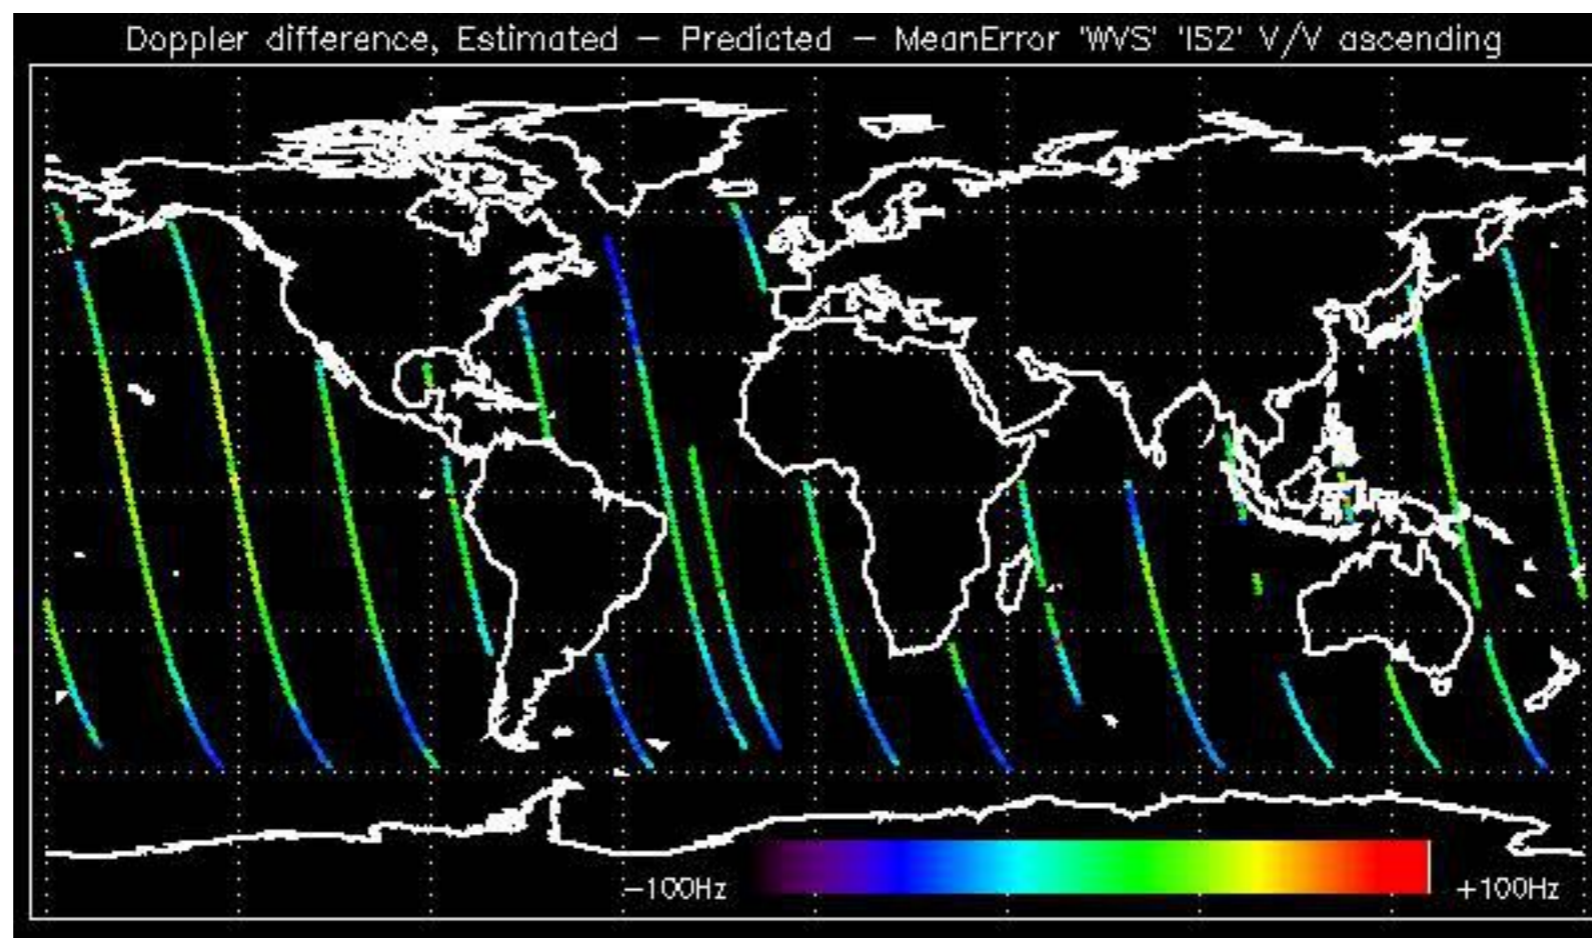 Doppler difference, Estimated – Predicted – MeanError 'WVS' 'IS2' V/V ascending
–100Hz +100Hz